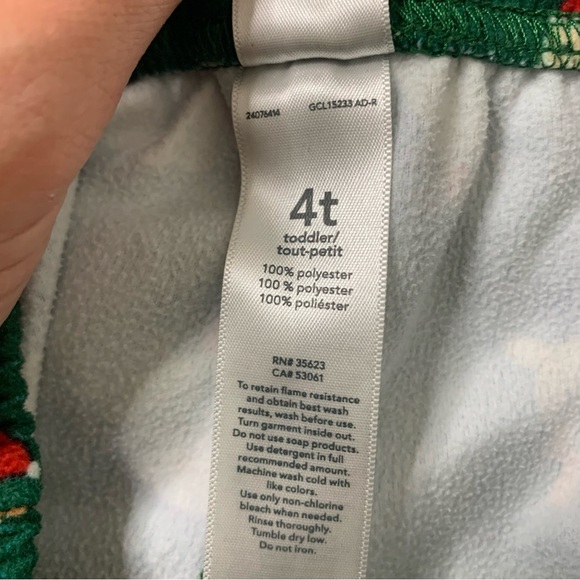 24076414 GCL15233 AD-R
4t
toddler/
tout-petit
100% polyester
100 % polyester
100% poliéster
RN# 35623
CA# 53061
To retain flame resistance
and obtain best wash
results, wash before use.
Turn garment inside out.
Do not use soap products.
Use detergent in full
recommended amount.
Machine wash cold with
like colors.
Use only non-chlorine
bleach when needed.
Rinse thoroughly.
Tumble dry low.
Do not iron.